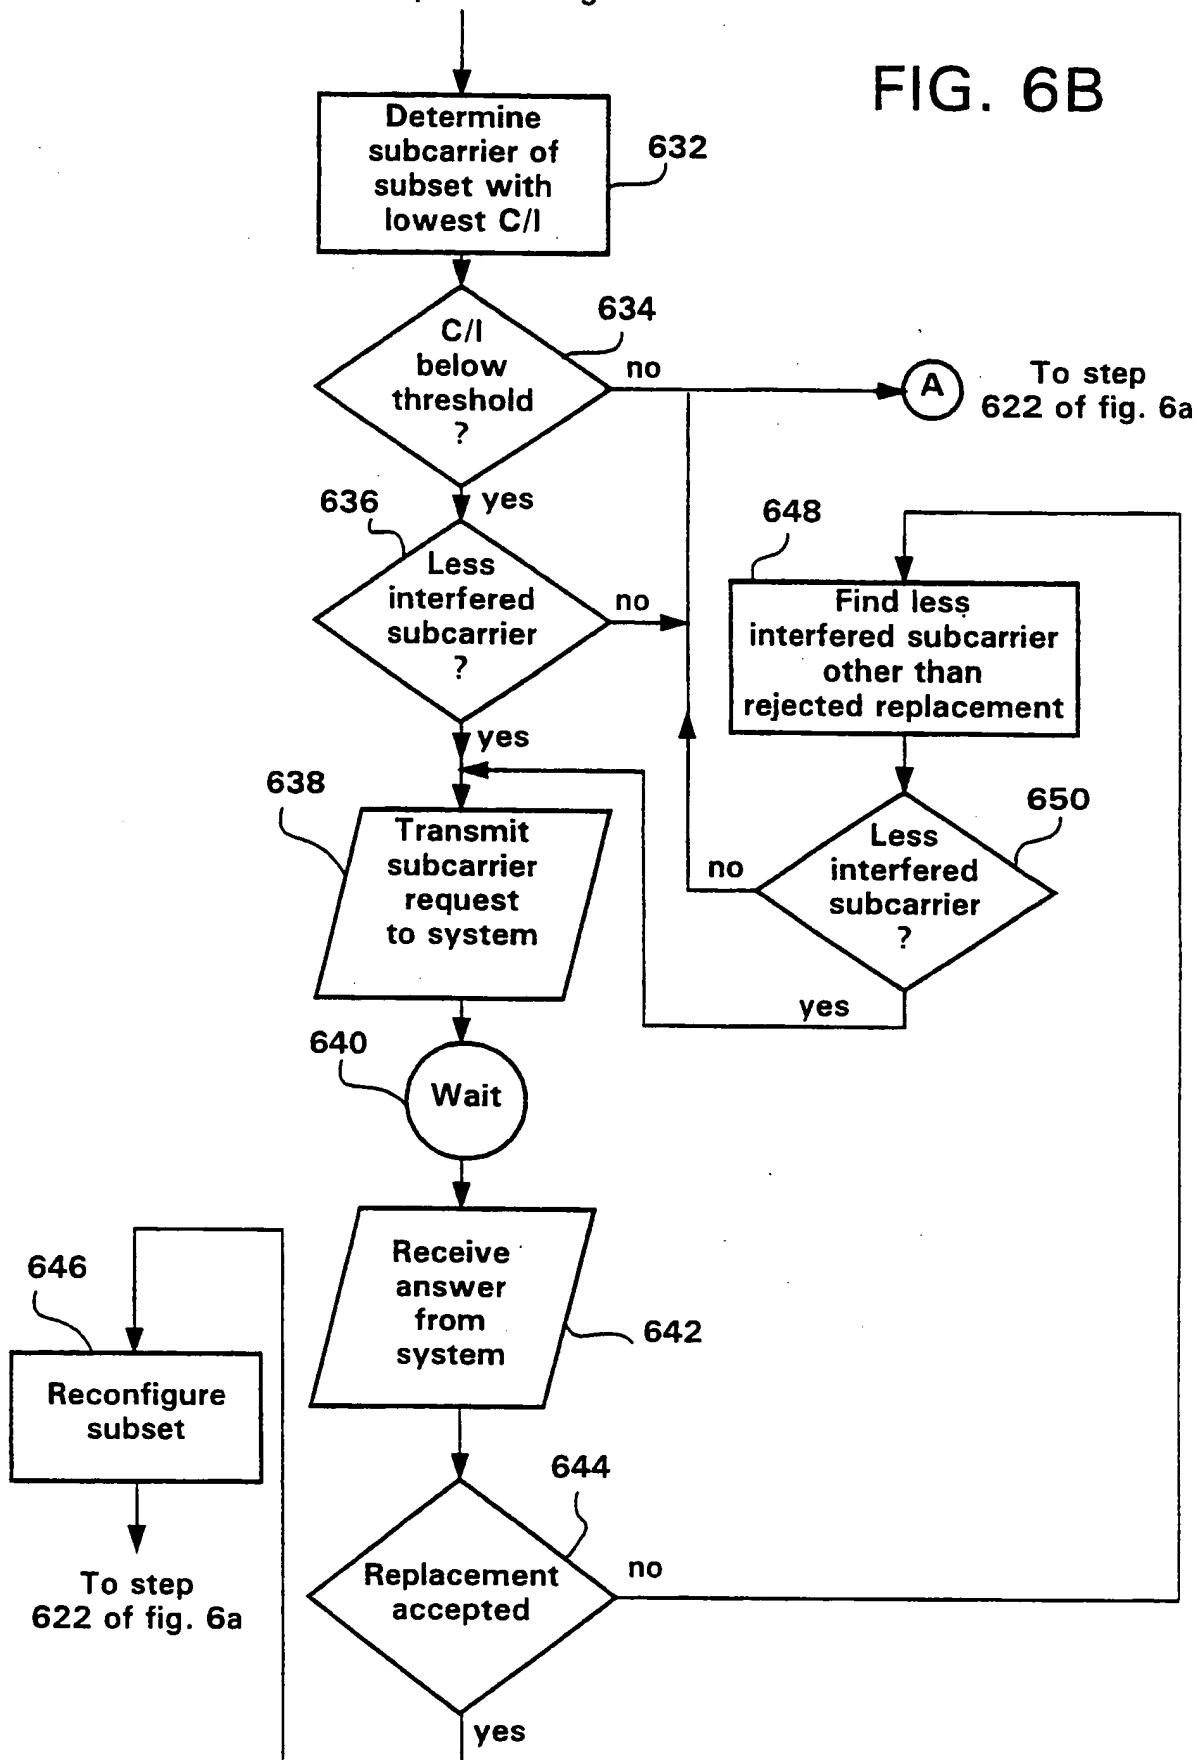 FIG. 6B
Determine
subcarrier of
subset with
lowest C/I
632
C/I
below
threshold
?
634
no
A
To step
622 of fig. 6a
yes
636
Less
interfered
subcarrier
?
no
648
Find less
interfered subcarrier
other than
rejected replacement
yes
638
Transmit
subcarrier
request
to system
650
Less
interfered
subcarrier
?
no
yes
640
Wait
Receive
answer
from
system
642
646
Reconfigure
subset
To step
622 of fig. 6a
644
Replacement
accepted
no
yes